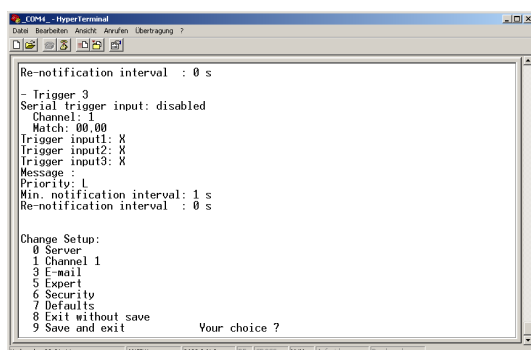 _COM4_ - HyperTerminal
Datei Bearbeiten Ansicht Anrufen Übertragung ?
Re-notification interval : 0 s
- Trigger 3
Serial trigger input: disabled
Channel: 1
Match: 00,00
Trigger input1: X
Trigger input2: X
Trigger input3: X
Message :
Priority: L
Min. notification interval: 1 s
Re-notification interval : 0 s
Change Setup:
0 Server
1 Channel 1
3 E-mail
5 Expert
6 Security
7 Defaults
8 Exit without save
9 Save and exit Your choice ?